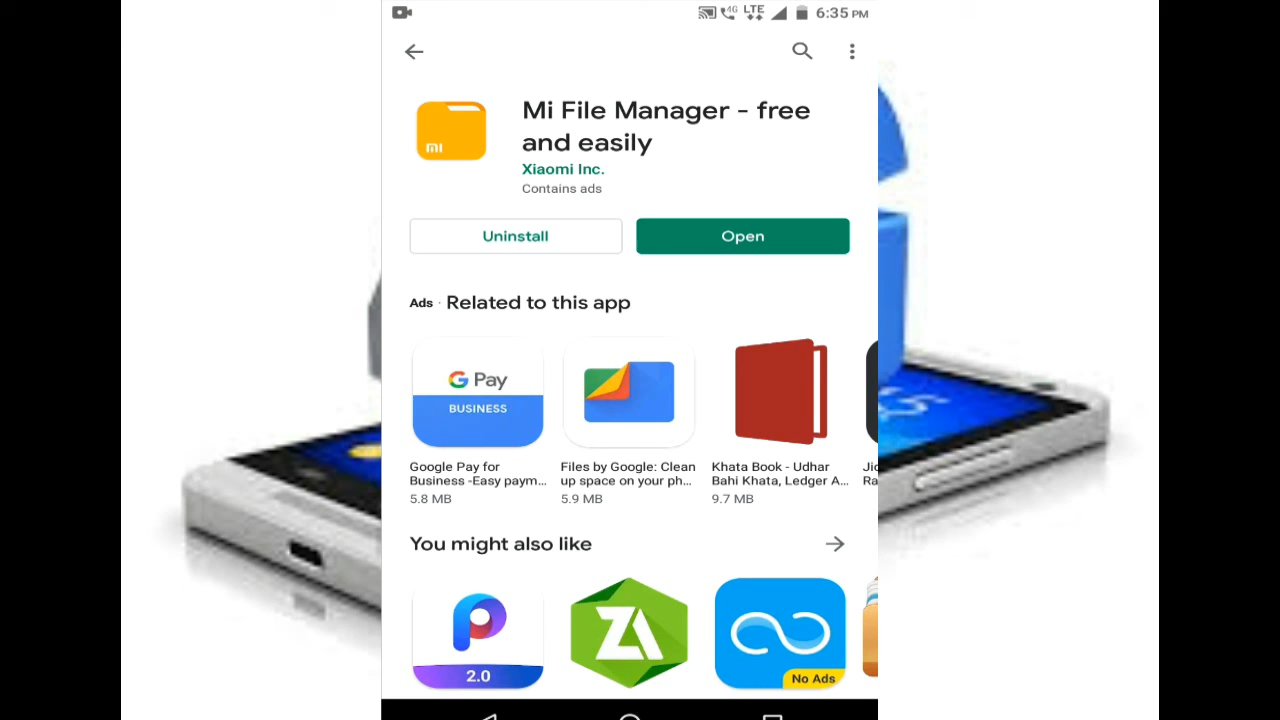 4G LTE 6:35 PM
Mi File Manager - free
and easily
mi
Xiaomi Inc.
Contains ads
Uninstall
Open
Ads · Related to this app
G Pay
BUSINESS
Google Pay for
Business -Easy paym...
5.8 MB
Files by Google: Clean
up space on your ph...
5.9 MB
Khata Book - Udhar
Bahi Khata, Ledger A...
9.7 MB
You might also like
2.0
ZA
No Ads